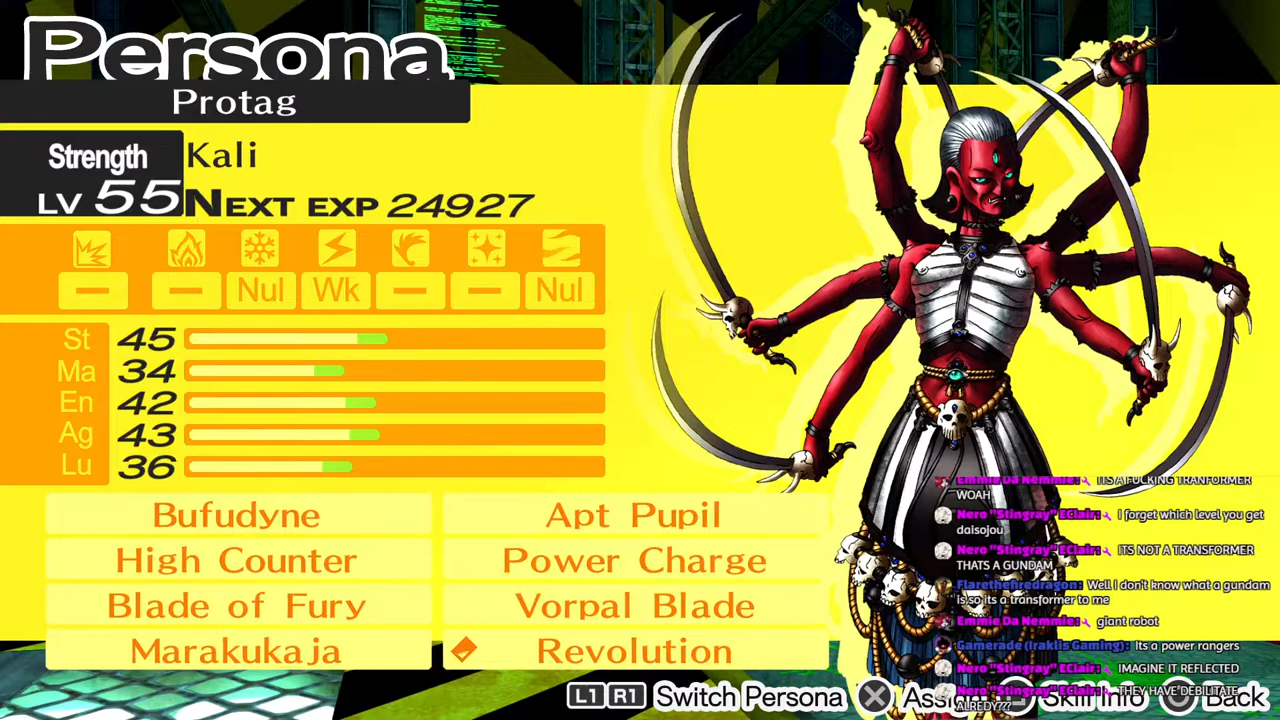 Persona
Protag
Strength Kali
LV 55 NEXT EXP 24927
— — Nul Wk — — Nul
St 45
Ma 34
En 42
Ag 43
Lu 36
Bufudyne Apt Pupil
High Counter Power Charge
Blade of Fury Vorpal Blade
Marakukaja Revolution
Emmie Da Nemmie: ITS A FUCKING TRANFORMER
WOAH
Nero "Stingray" EClair: I forget which level you get
daisojou
Nero "Stingray" EClair: ITS NOT A TRANSFORMER
THATS A GUNDAM
Flarethefiredragon: Well I don't know what a gundam
is so its a transformer to me
Emmie Da Nemmie: giant robot
Gamerade (Iraklis Gaming): Its a power rangers
Nero "Stingray" EClair: IMAGINE IT REFLECTED
Nero "Stingray" EClair: THEY HAVE DEBILITATE
ALREDY???
L1 R1 Switch Persona Assign Skill Info Back